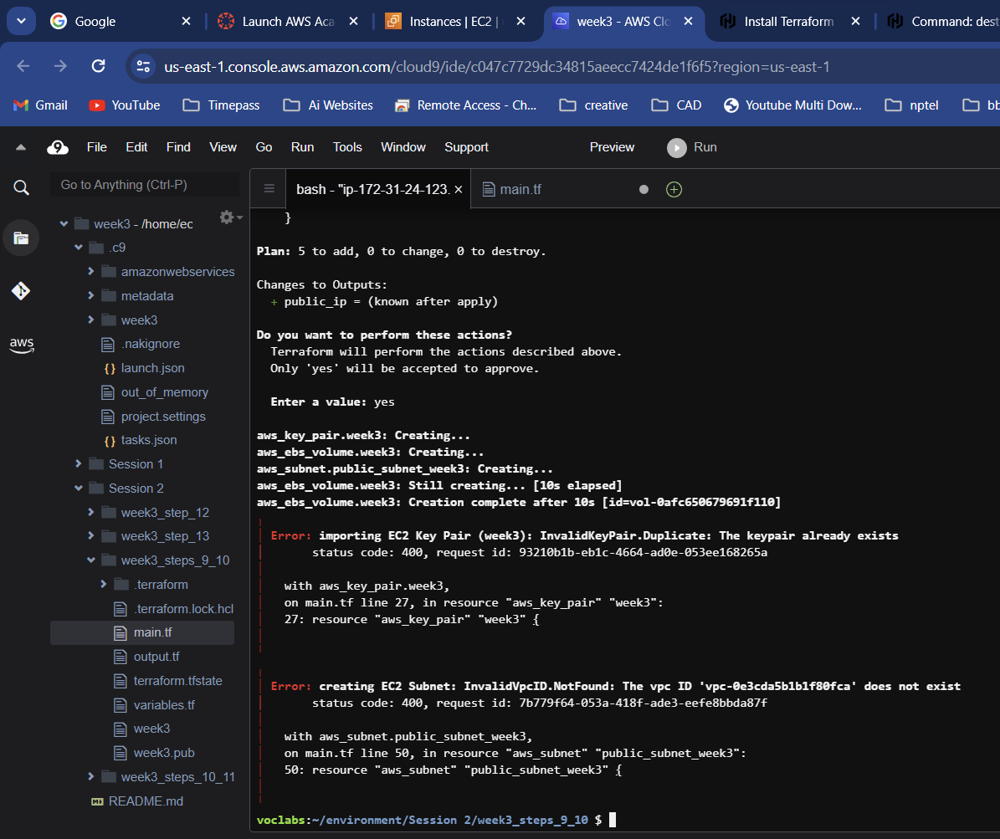 Google
Launch AWS Aca
Instances | EC2 |
week3 - AWS Clo
Install Terraform
Command: dest
us-east-1.console.aws.amazon.com/cloud9/ide/c047c7729dc34815aeecc7424de1f6f5?region=us-east-1
Gmail
YouTube
Timepass
Ai Websites
Remote Access - Ch...
creative
CAD
Youtube Multi Dow...
nptel
bb
9
File
Edit
Find
View
Go
Run
Tools
Window
Support
Preview
Run
Go to Anything (Ctrl-P)
bash - "ip-172-31-24-123.
main.tf
aws
week3 - /home/ec
.c9
amazonwebservices
metadata
week3
.nakignore
launch.json
out_of_memory
project.settings
tasks.json
Session 1
Session 2
week3_step_12
week3_step_13
week3_steps_9_10
.terraform
.terraform.lock.hcl
main.tf
output.tf
terraform.tfstate
variables.tf
week3
week3.pub
week3_steps_10_11
README.md
}
Plan: 5 to add, 0 to change, 0 to destroy.
Changes to Outputs:
+ public_ip = (known after apply)
Do you want to perform these actions?
Terraform will perform the actions described above.
Only 'yes' will be accepted to approve.
Enter a value: yes
aws_key_pair.week3: Creating...
aws_ebs_volume.week3: Creating...
aws_subnet.public_subnet_week3: Creating...
aws_ebs_volume.week3: Still creating... [10s elapsed]
aws_ebs_volume.week3: Creation complete after 10s [id=vol-0afc650679691f110]
Error: importing EC2 Key Pair (week3): InvalidKeyPair.Duplicate: The keypair already exists
status code: 400, request id: 93210b1b-eb1c-4664-ad0e-053ee168265a
with aws_key_pair.week3,
on main.tf line 27, in resource "aws_key_pair" "week3":
27: resource "aws_key_pair" "week3" {
Error: creating EC2 Subnet: InvalidVpcID.NotFound: The vpc ID 'vpc-0e3cda5b1b1f80fca' does not exist
status code: 400, request id: 7b779f64-053a-418f-ade3-eefe8bbda87f
with aws_subnet.public_subnet_week3,
on main.tf line 50, in resource "aws_subnet" "public_subnet_week3":
50: resource "aws_subnet" "public_subnet_week3" {
voclabs:~/environment/Session 2/week3_steps_9_10 $